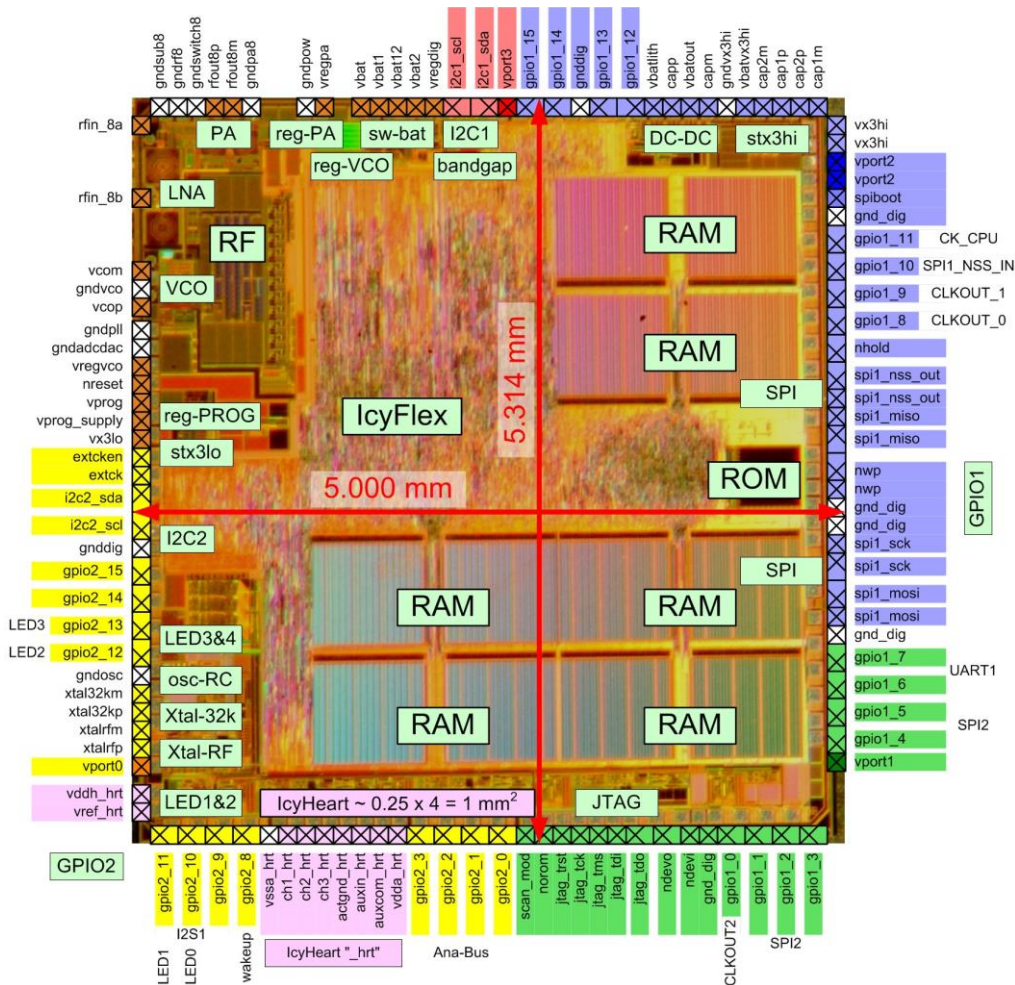 gndsub8
gndrf8
gndswitch8
rfout8p
rfout8m
gndpa8
gndpow
vregpa
vbat
vbat1
vbat12
vbat2
vregdig
i2c1_scl
i2c1_sda
vport3
gpio1_15
gpio1_14
gnddig
gpio1_13
gpio1_12
vbatlith
capp
vbatout
capm
gndvx3hi
vbatvx3hi
cap2m
cap1p
cap2p
cap1m
rfin_8a
rfin_8b
vcom
gndvco
vcop
gndpll
gndadcdac
vregvco
nreset
vprog
vprog_supply
vx3lo
extcken
extck
i2c2_sda
i2c2_scl
gnddig
gpio2_15
gpio2_14
LED3 gpio2_13
LED2 gpio2_12
gndosc
xtal32km
xtal32kp
xtalrfm
xtalrfp
vport0
vddh_hrt
vref_hrt
GPIO2
PA
reg-PA
sw-bat
I2C1
DC-DC
stx3hi
reg-VCO
bandgap
LNA
RF
RAM
VCO
RAM
SPI
reg-PROG
IcyFlex
5.314 mm
stx3lo
5.000 mm
ROM
I2C2
SPI
RAM
RAM
LED3&4
osc-RC
Xtal-32k
RAM
RAM
Xtal-RF
LED1&2
IcyHeart ~ 0.25 x 4 = 1 mm²
JTAG
vx3hi
vx3hi
vport2
vport2
spiboot
gnd_dig
gpio1_11 CK_CPU
gpio1_10 SPI1_NSS_IN
gpio1_9 CLKOUT_1
gpio1_8 CLKOUT_0
nhold
spi1_nss_out
spi1_nss_out
spi1_miso
spi1_miso
nwp
nwp
gnd_dig
gnd_dig
spi1_sck
spi1_sck
spi1_mosi
spi1_mosi
gnd_dig
gpio1_7
UART1
gpio1_6
gpio1_5
SPI2
gpio1_4
vport1
GPIO1
gpio2_11
gpio2_10
gpio2_9
gpio2_8
vssa_hrt
ch1_hrt
ch2_hrt
ch3_hrt
actgnd_hrt
auxin_hrt
auxcom_hrt
vdda_hrt
gpio2_3
gpio2_2
gpio2_1
gpio2_0
scan_mod
norom
jtag_trst
jtag_tck
jtag_tms
jtag_tdi
jtag_tdo
ndevo
ndevi
gnd_dig
gpio1_0
gpio1_1
gpio1_2
gpio1_3
I2S1
LED1
LED0
wakeup
IcyHeart "_hrt"
Ana-Bus
CLKOUT2
SPI2